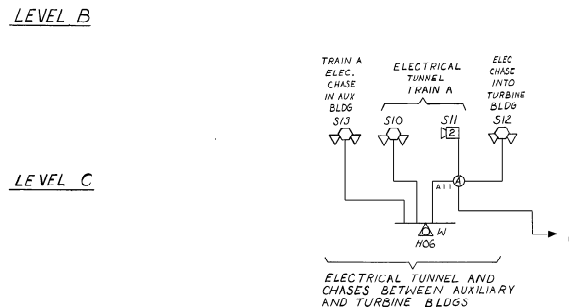 LEVEL B
TRAIN A
ELEC.
CHASE
IN AUX
BLDG
S13
ELECTRICAL
TUNNEL
TRAIN A
S10
S11
2
ELEC
CHASE
INTO
TURBINE
BLDG
S12
LEVEL C
A
A11
W
H06
ELECTRICAL TUNNEL AND
CHASES BETWEEN AUXILIARY
AND TURBINE BLDGS